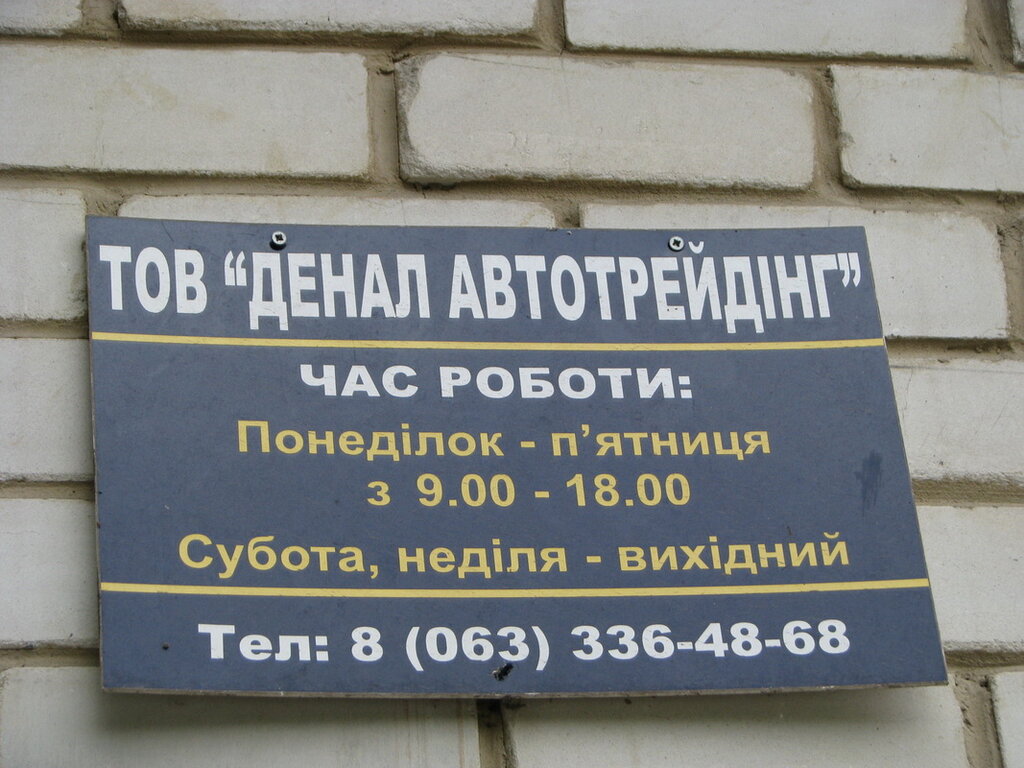 ТОВ “ДЕНАЛ АВТОТРЕЙДІНГ”
ЧАС РОБОТИ:
Понеділок - п’ятниця
з 9.00 - 18.00
Субота, неділя - вихідний
Тел: 8 (063) 336-48-68